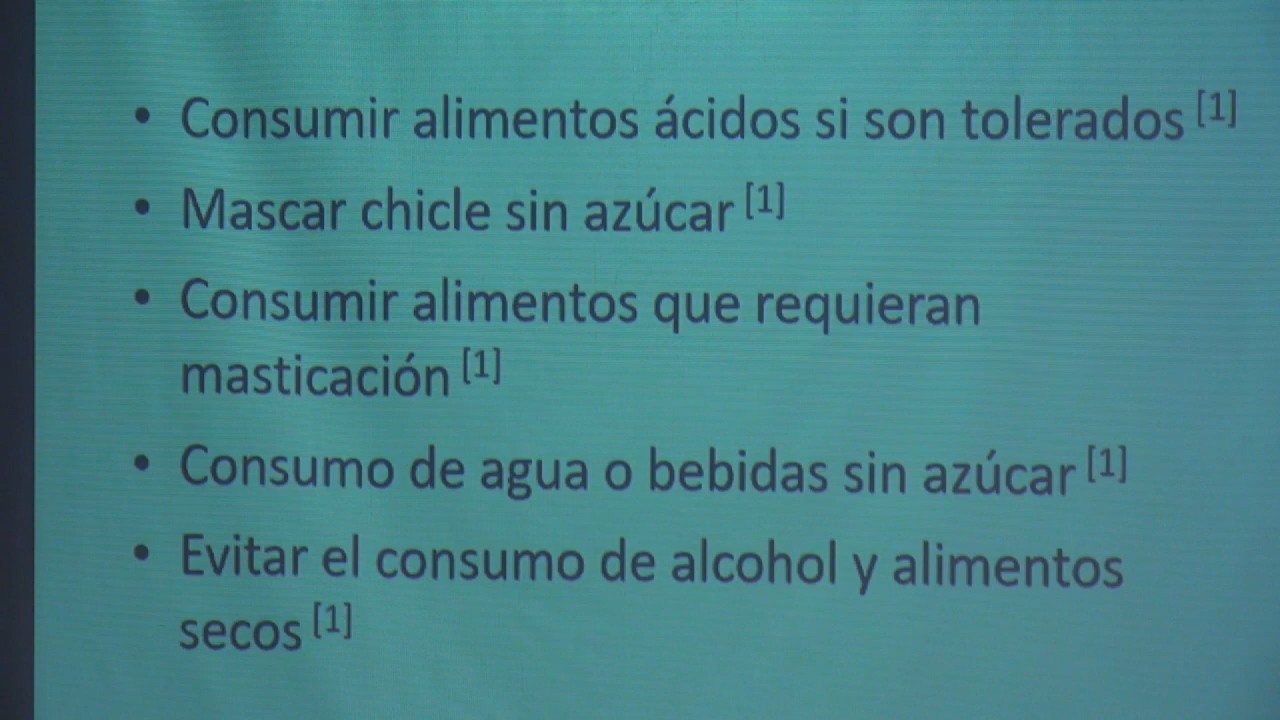 • Consumir alimentos ácidos si son tolerados [1]
• Mascar chicle sin azúcar [1]
• Consumir alimentos que requieran
masticación [1]
• Consumo de agua o bebidas sin azúcar [1]
• Evitar el consumo de alcohol y alimentos
secos [1]